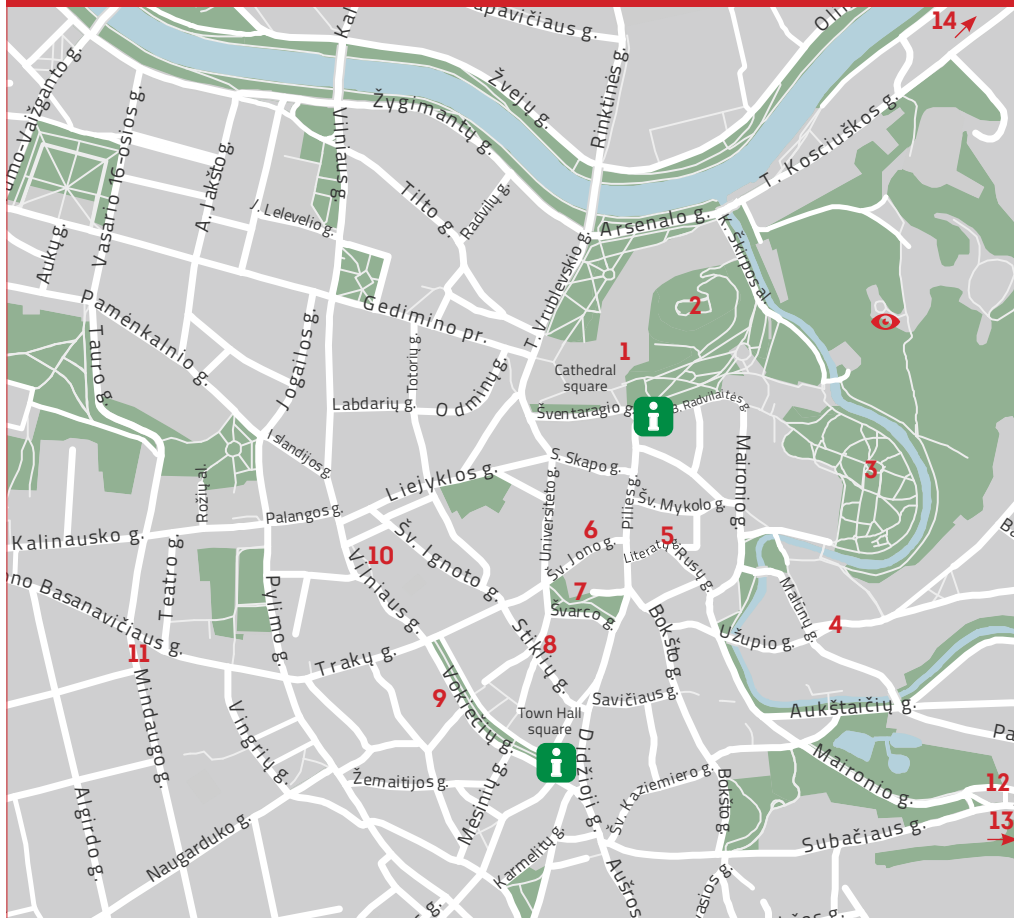 14
Žvejų g.
Žygimantų g.
Rinktinės g.
T. Kosciuškos g.
Vasario 16-osios g.
A. Jakšto g.
Vilniaus g.
J. Lelevelio g.
Tilto g.
Radvilų g.
Arsenalo g.
K. Škirpos al.
Aukų g.
T. Vrublevskio g.
Pamėnkalnio g.
Gedimino pr.
2
Tauro g.
Jogailos g.
Totorių g.
Odminių g.
1
Cathedral
square
Labdarių g.
Šventaragio g.
i
B. Radvilaitės g.
Islandijos g.
Liejyklos g.
S. Skapo g.
Maironio g.
3
Rožių al.
Universiteto g.
Pilies g.
Šv. Mykolo g.
Kalinausko g.
Palangos g.
Šv. Ignoto g.
6
5
10
Šv. Jono g.
Literatų g.
Rusų g.
Teatro g.
Vilniaus g.
Basanavičiaus g.
Pylimo g.
7
Švarco g.
Bokšto g.
Malūnų g.
4
Užupio g.
11
Trakų g.
Stiklių g.
8
Mindaugo g.
Vingrių g.
9
Vokiečių g.
Savičiaus g.
Town Hall
square
Aukštaičių g.
i
Didžioji g.
Žemaitijos g.
Mėsinių g.
Šv. Kaziemiero g.
Bokšto g.
Maironio g.
12
13
Algirdo g.
Naugarduko g.
Karmelitų g.
Subačiaus g.
Aušros